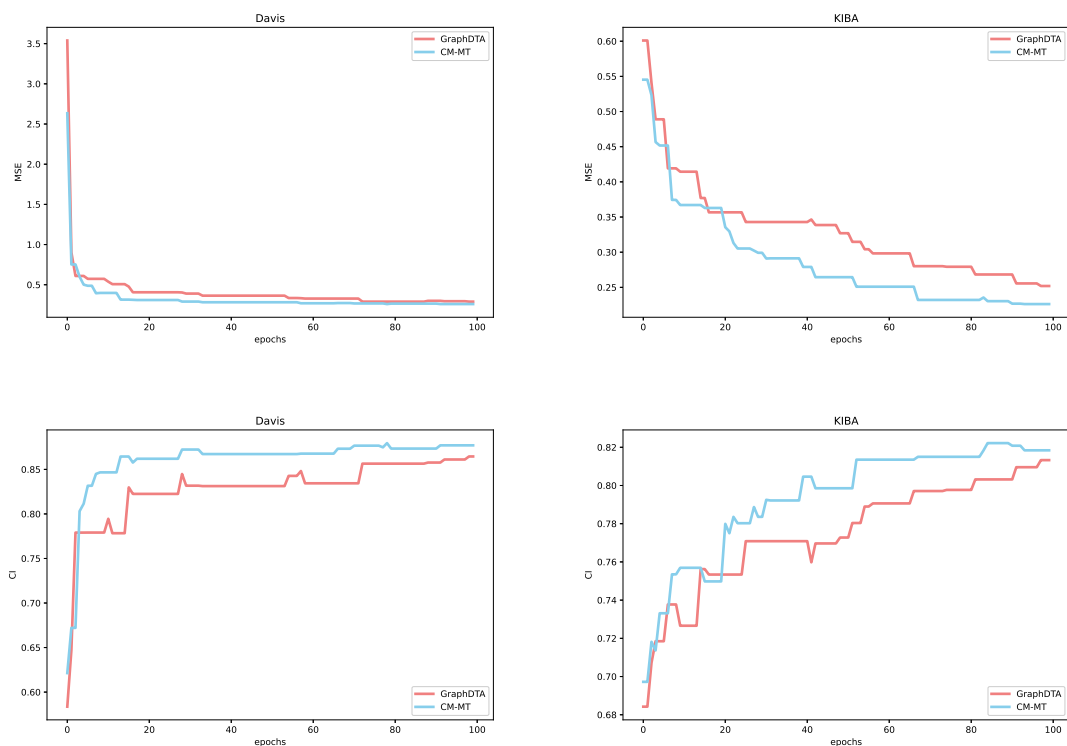 Davis
3.5
3.0
2.5
2.0
1.5
1.0
0.5
MSE
0 20 40 60 80 100
epochs
GraphDTA
CM-MT
KIBA
0.60
0.55
0.50
0.45
0.40
0.35
0.30
0.25
MSE
0 20 40 60 80 100
epochs
GraphDTA
CM-MT
Davis
0.85
0.80
0.75
0.70
0.65
0.60
CI
0 20 40 60 80 100
epochs
GraphDTA
CM-MT
KIBA
0.82
0.80
0.78
0.76
0.74
0.72
0.70
0.68
CI
0 20 40 60 80 100
epochs
GraphDTA
CM-MT